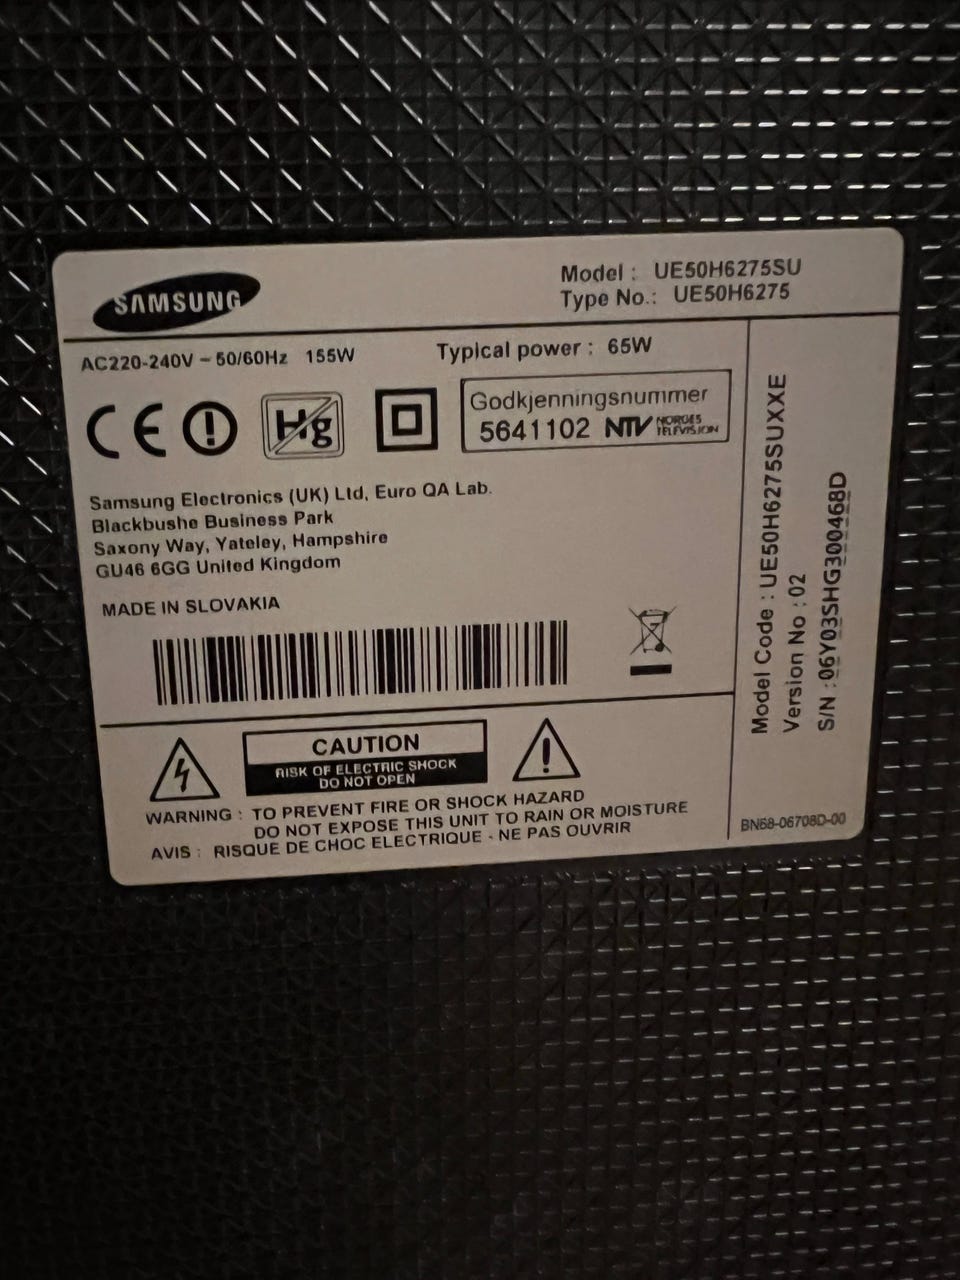 SAMSUNG
Model : UE50H6275SU
Type No.: UE50H6275
AC220-240V ~ 50/60Hz 155W
Typical power : 65W
CE
Hg
Godkjenningsnummer
5641102 NTV NORGES
TELEVISJON
Samsung Electronics (UK) Ltd, Euro QA Lab.
Blackbushe Business Park
Saxony Way, Yateley, Hampshire
GU46 6GG United Kingdom
MADE IN SLOVAKIA
CAUTION
RISK OF ELECTRIC SHOCK
DO NOT OPEN
WARNING : TO PREVENT FIRE OR SHOCK HAZARD
DO NOT EXPOSE THIS UNIT TO RAIN OR MOISTURE
AVIS : RISQUE DE CHOC ELECTRIQUE - NE PAS OUVRIR
Model Code : UE50H6275SUXXE
Version No : 02
S/N : 06Y03SHG300468D
BN68-06708D-00